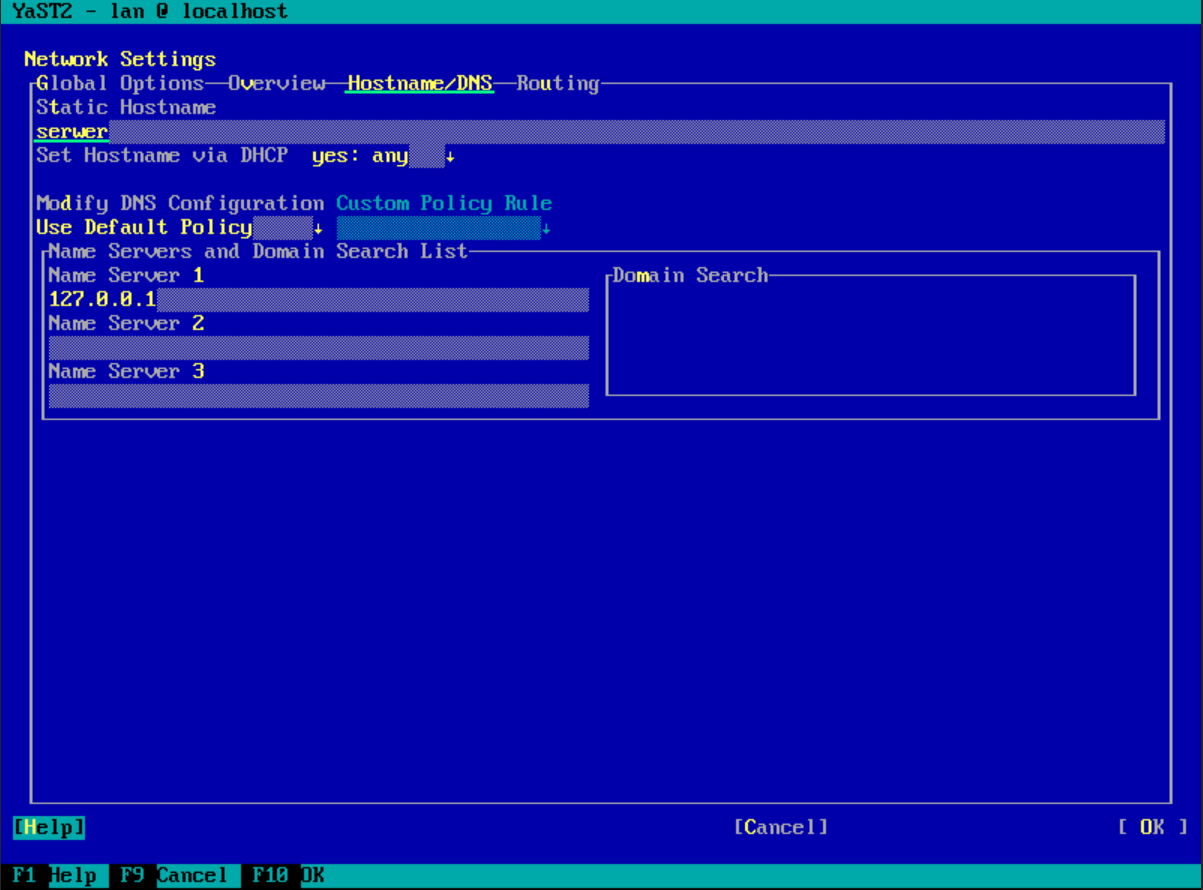 YaST2 - lan @ localhost
Network Settings
Global Options Overview Hostname/DNS Routing
Static Hostname
serwer
Set Hostname via DHCP yes: any↓
Modify DNS Configuration Custom Policy Rule
Use Default Policy↓ ↓
Name Servers and Domain Search List
Name Server 1 Domain Search
127.0.0.1
Name Server 2
Name Server 3
[Help] [Cancel] [ OK ]
F1 Help F9 Cancel F10 OK